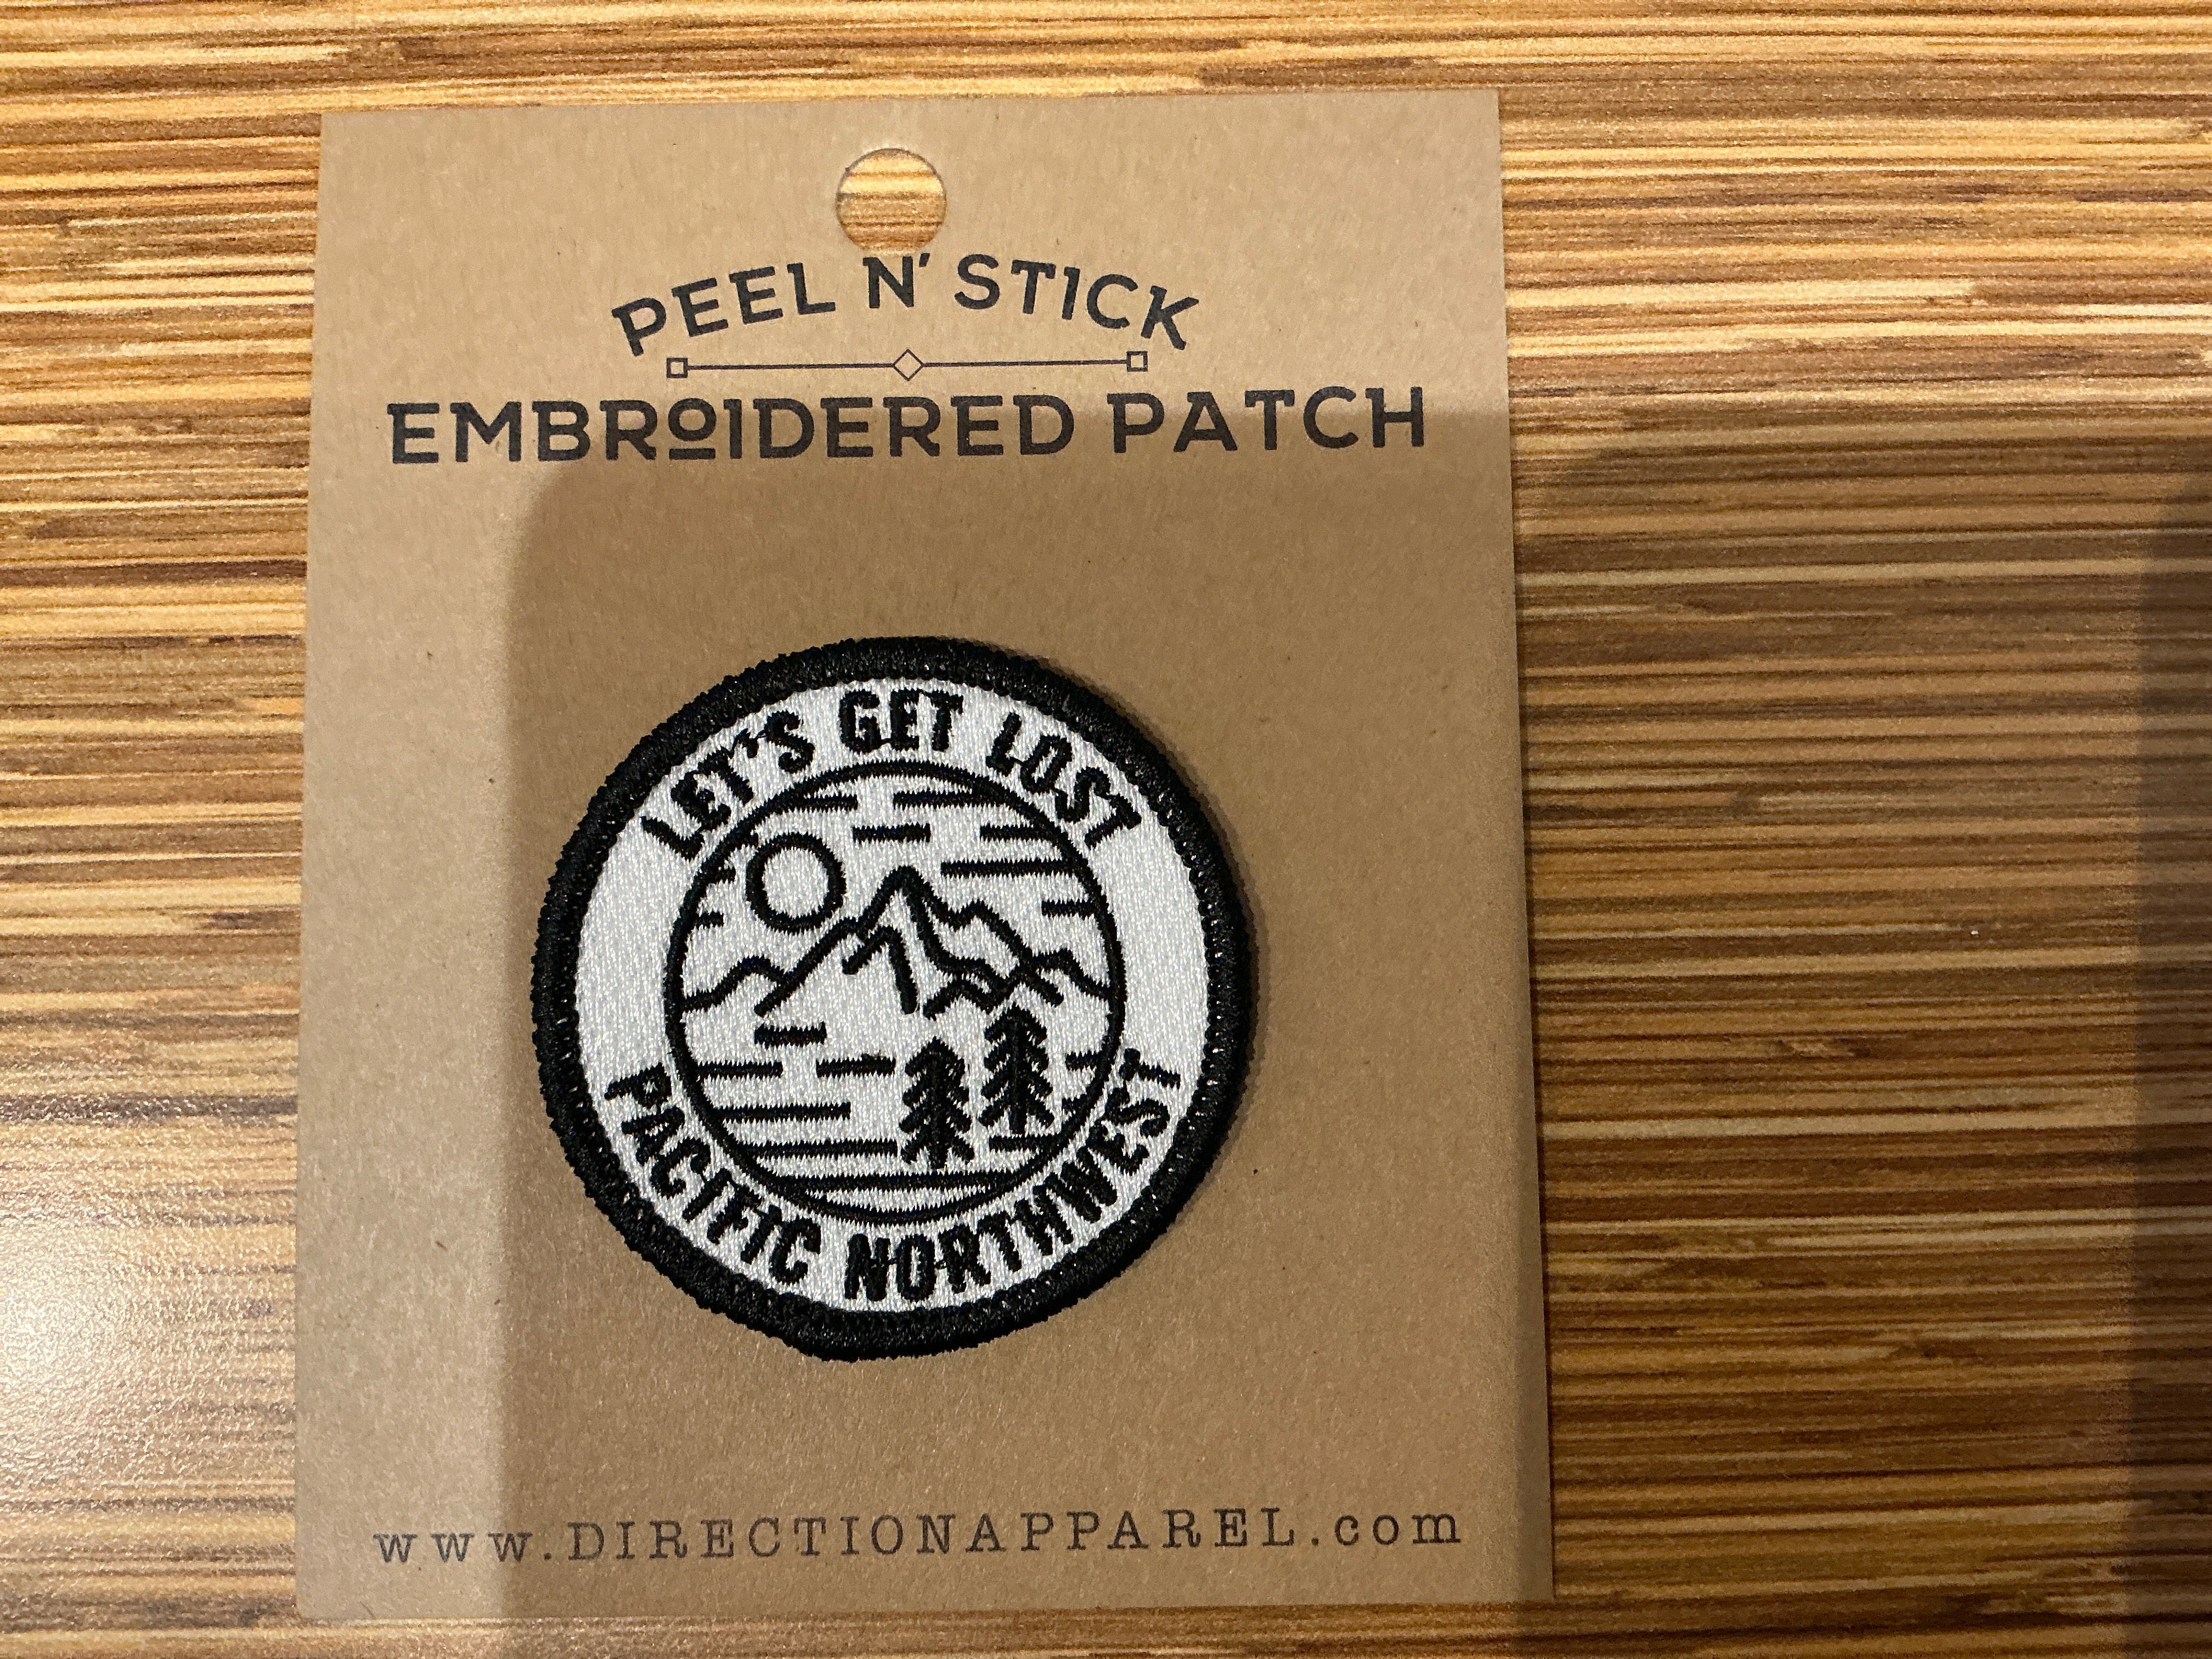 PEEL N' STICK
EMBROIDERED PATCH
LET'S GET LOST
PACIFIC NORTHWEST
www.DIRECTIONAPPAREL.com